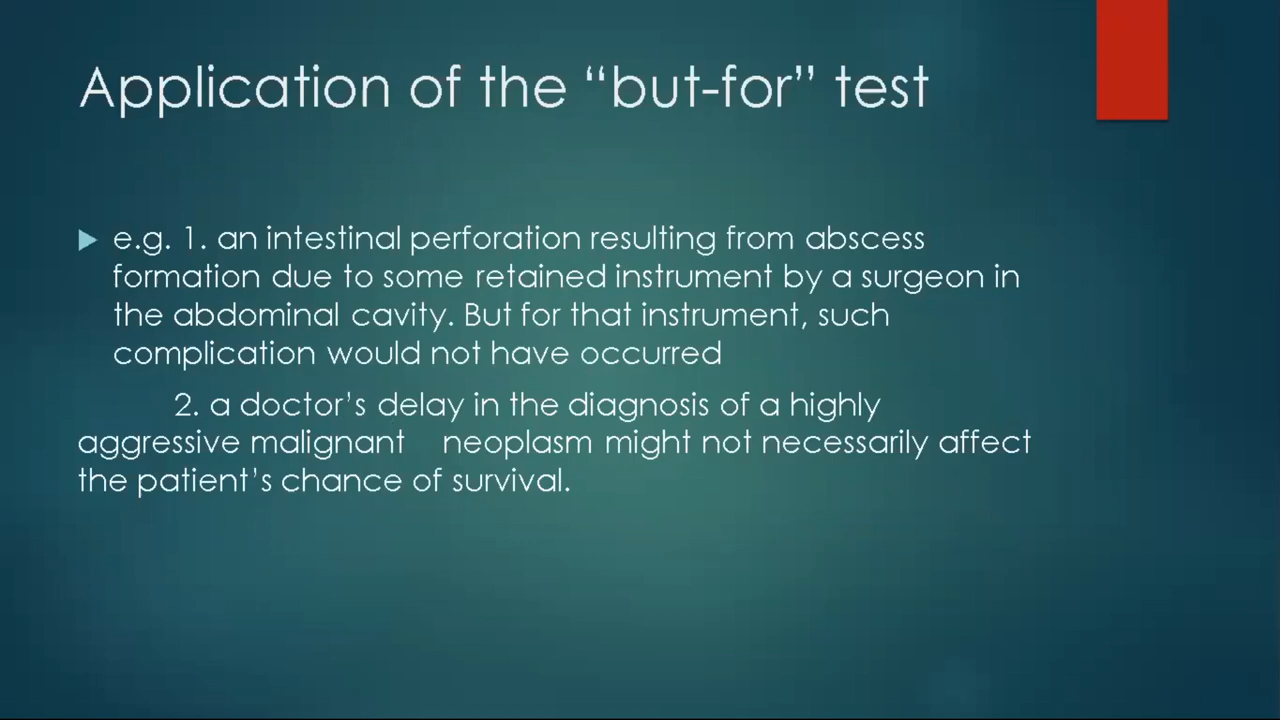 Application of the “but-for” test
e.g. 1. an intestinal perforation resulting from abscess
formation due to some retained instrument by a surgeon in
the abdominal cavity. But for that instrument, such
complication would not have occurred
2. a doctor’s delay in the diagnosis of a highly
aggressive malignant neoplasm might not necessarily affect
the patient’s chance of survival.